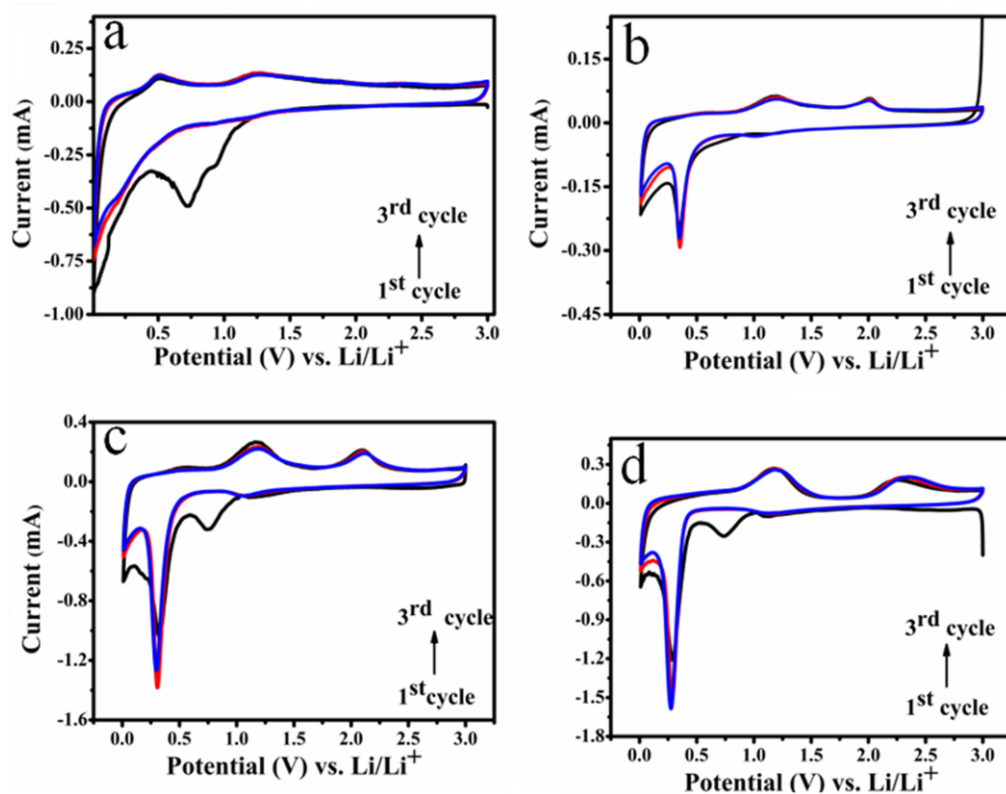 a
Current (mA)
0.25
0.00
-0.25
-0.50
-0.75
-1.00
3rd cycle
1st cycle
0.5
1.0
1.5
2.0
2.5
3.0
Potential (V) vs. Li/Li+
b
Current (mA)
0.15
0.00
-0.15
-0.30
-0.45
3rd cycle
1st cycle
0.0
0.5
1.0
1.5
2.0
2.5
3.0
Potential (V) vs. Li/Li+
c
Current (mA)
0.4
0.0
-0.4
-0.8
-1.2
-1.6
3rd cycle
1st cycle
0.0
0.5
1.0
1.5
2.0
2.5
3.0
Potential (V) vs. Li/Li+
d
0.3
0.0
-0.3
-0.6
-0.9
-1.2
-1.5
-1.8
3rd cycle
1st cycle
0.0
0.5
1.0
1.5
2.0
2.5
3.0
Potential (V) vs. Li/Li+